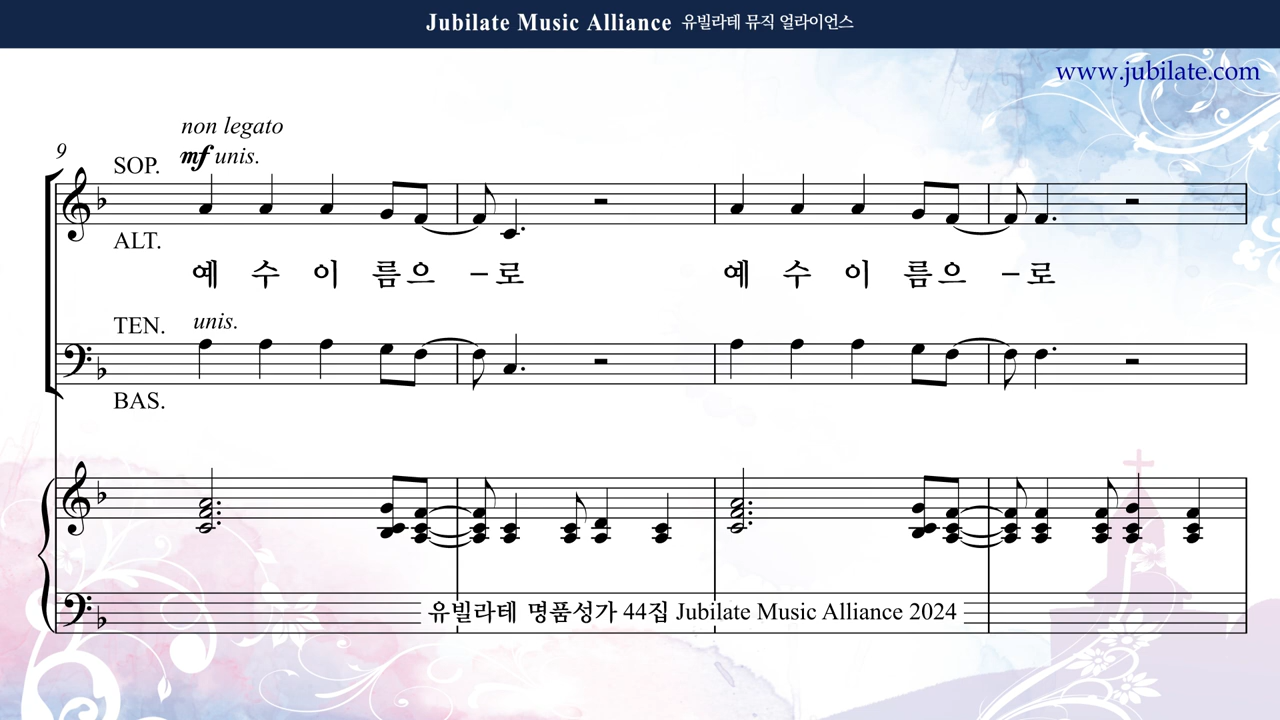 Jubilate Music Alliance 유빌라테 뮤직 얼라이언스
www.jubilate.com
non legato
9
SOP. mf unis.
ALT.
예 수 이 름으 –로 예 수 이 름으 –로
TEN. unis.
BAS.
유빌라테 명품성가 44집 Jubilate Music Alliance 2024